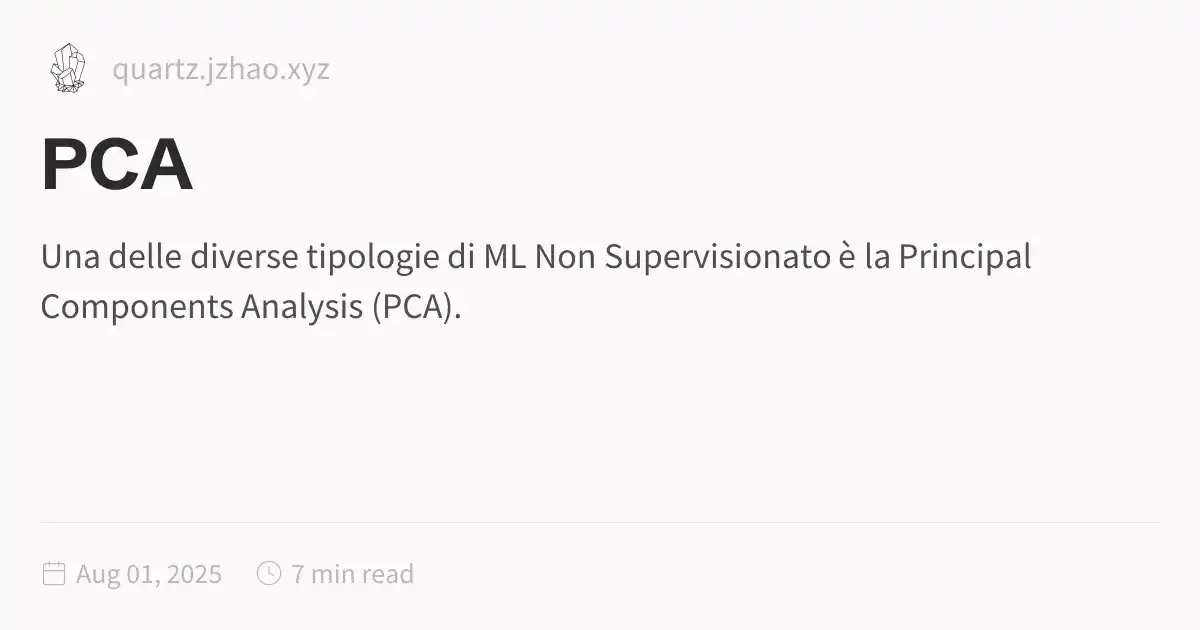 quartz.jzhao.xyz
PCA
Una delle diverse tipologie di ML Non Supervisionato è la Principal
Components Analysis (PCA).
Aug 01, 2025 7 min read